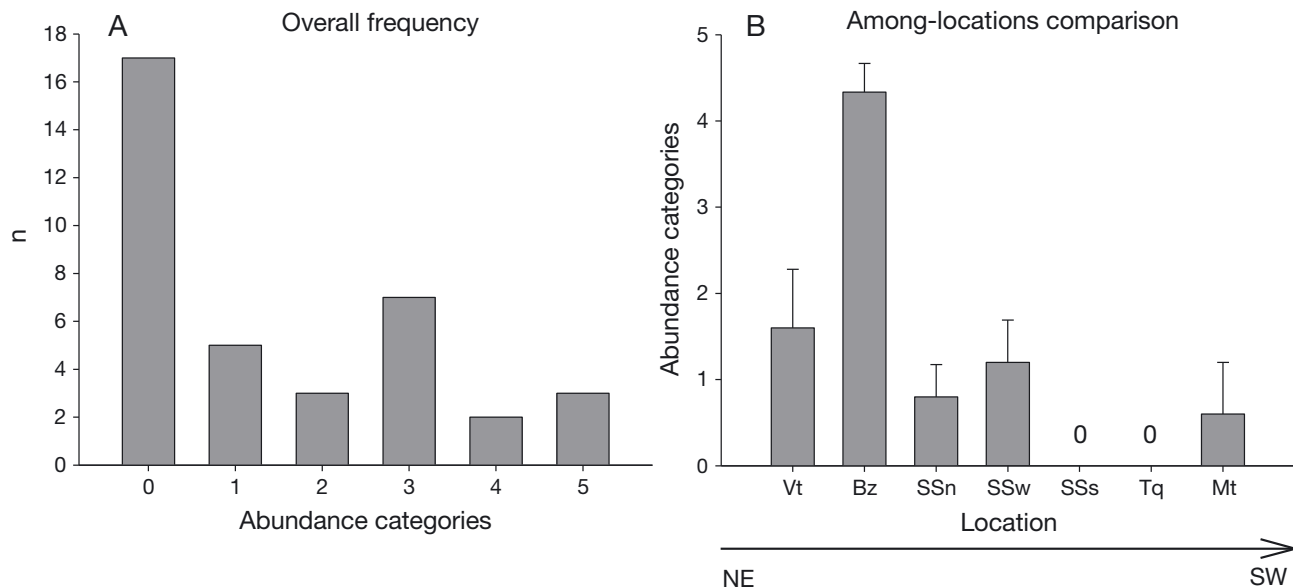 A
Overall frequency
18
16
14
12
10
8
6
4
2
0
n
0 1 2 3 4 5
Abundance categories
B
Among-locations comparison
5
4
3
2
1
0
Abundance categories
0 0
Vt Bz SSn SSw SSs Tq Mt
Location
NE SW